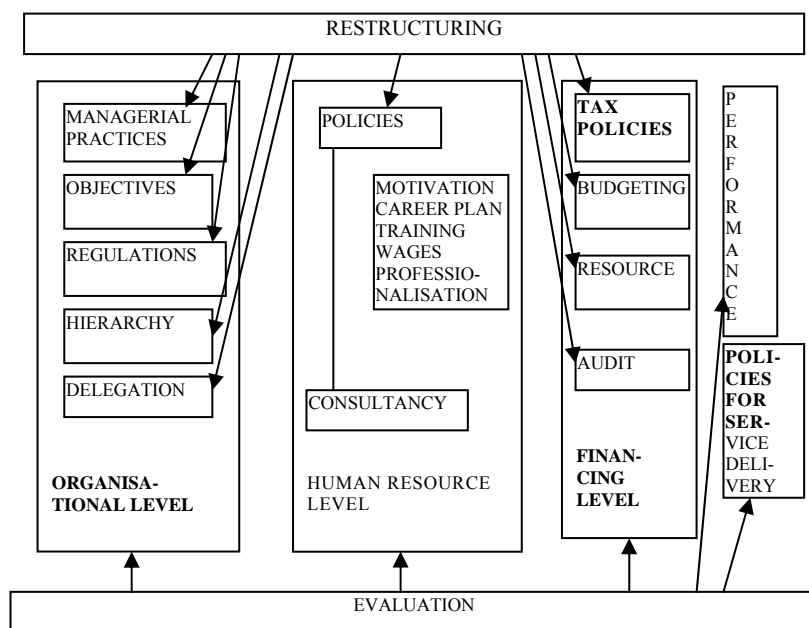 RESTRUCTURING
MANAGERIAL
PRACTICES
OBJECTIVES
REGULATIONS
HIERARCHY
DELEGATION
ORGANISA-
TIONAL LEVEL
POLICIES
MOTIVATION
CAREER PLAN
TRAINING
WAGES
PROFESSIO-
NALISATION
CONSULTANCY
HUMAN RESOURCE
LEVEL
TAX
POLICIES
BUDGETING
RESOURCE
AUDIT
FINAN-
CING
LEVEL
P
E
R
F
O
R
M
A
N
C
E
POLI-
CIES
FOR
SER-
VICE
DELI-
VERY
EVALUATION